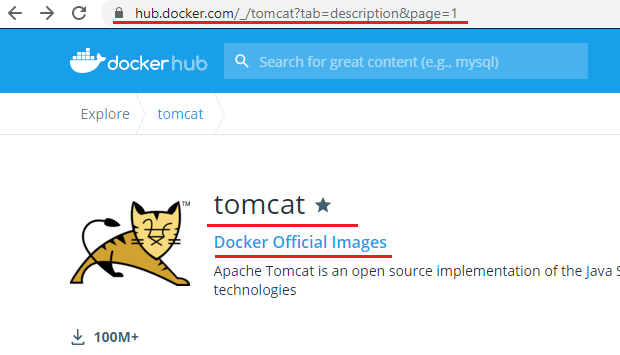 hub.docker.com/_/tomcat?tab=description&page=1
dockerhub
Search for great content (e.g., mysql)
Explore
tomcat
tomcat
TM
Docker Official Images
Apache Tomcat is an open source implementation of the Java S
technologies
100M+